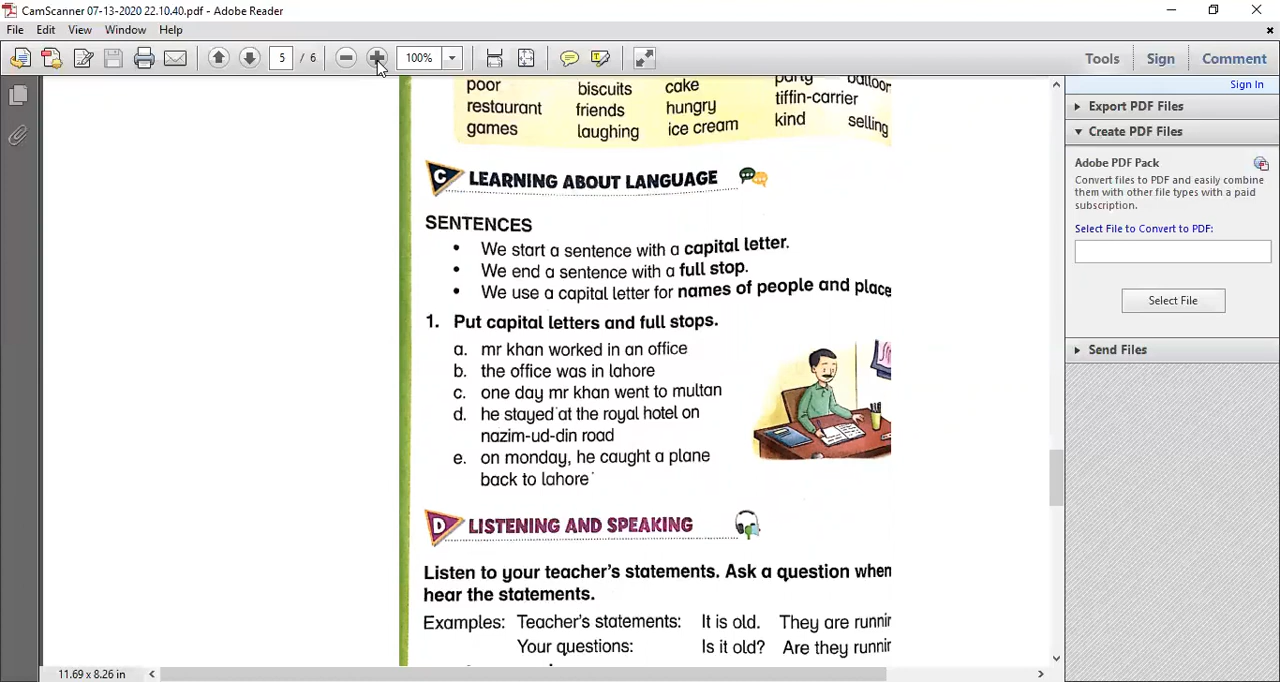 CamScanner 07-13-2020 22.10.40.pdf - Adobe Reader
File Edit View Window Help
5 / 6 100% Tools Sign Comment
Sign In
Export PDF Files
Create PDF Files
Adobe PDF Pack
Convert files to PDF and easily combine
them with other file types with a paid
subscription.
Select File to Convert to PDF:
Select File
Send Files
poor biscuits cake party balloon
restaurant friends hungry tiffin-carrier
games laughing ice cream kind selling
C LEARNING ABOUT LANGUAGE
SENTENCES
• We start a sentence with a capital letter.
• We end a sentence with a full stop.
• We use a capital letter for names of people and place
1. Put capital letters and full stops.
a. mr khan worked in an office
b. the office was in lahore
c. one day mr khan went to multan
d. he stayed at the royal hotel on
nazim-ud-din road
e. on monday, he caught a plane
back to lahore
D LISTENING AND SPEAKING
Listen to your teacher's statements. Ask a question when
hear the statements.
Examples: Teacher's statements: It is old. They are runnin
Your questions: Is it old? Are they runnin
11.69 x 8.26 in